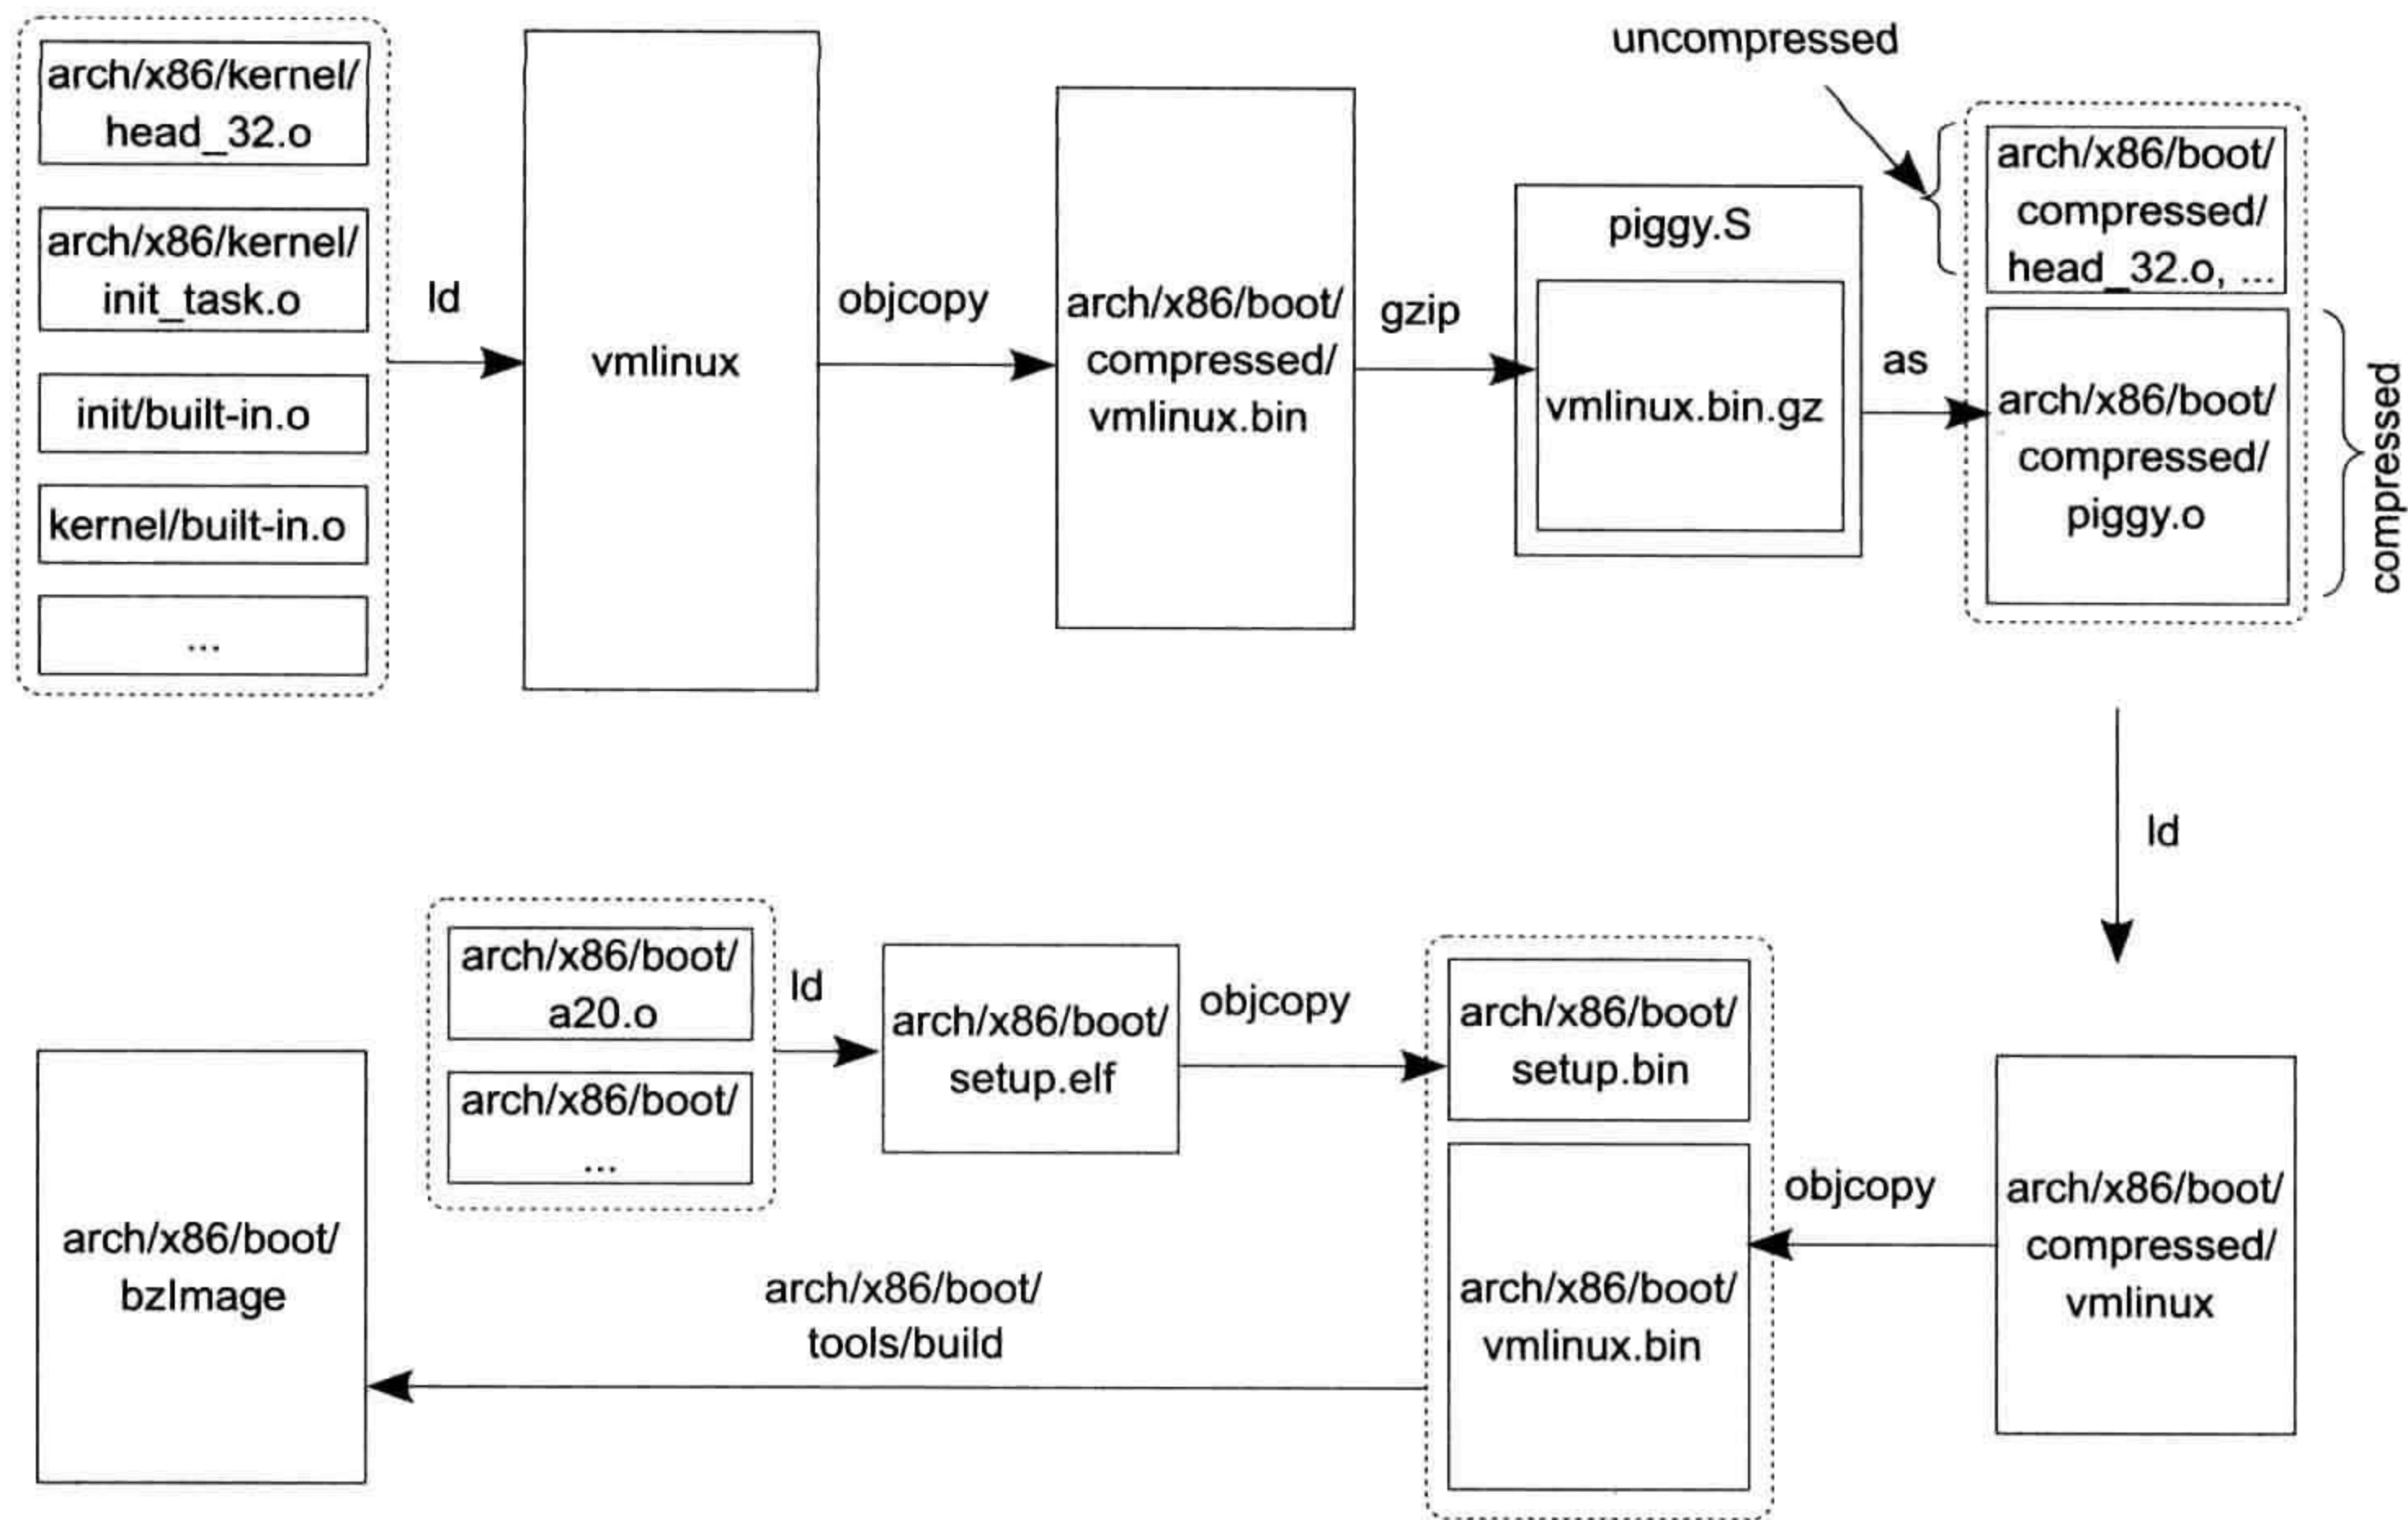 arch/x86/kernel/
head_32.o
arch/x86/kernel/
init_task.o
init/built-in.o
kernel/built-in.o
...
ld
vmlinux
objcopy
arch/x86/boot/
compressed/
vmlinux.bin
gzip
piggy.S
vmlinux.bin.gz
as
uncompressed
arch/x86/boot/
compressed/
head_32.o, ...
arch/x86/boot/
compressed/
piggy.o
compressed
ld
arch/x86/boot/
a20.o
arch/x86/boot/
...
ld
arch/x86/boot/
setup.elf
objcopy
arch/x86/boot/
setup.bin
arch/x86/boot/
vmlinux.bin
objcopy
arch/x86/boot/
compressed/
vmlinux
arch/x86/boot/
tools/build
arch/x86/boot/
bzImage